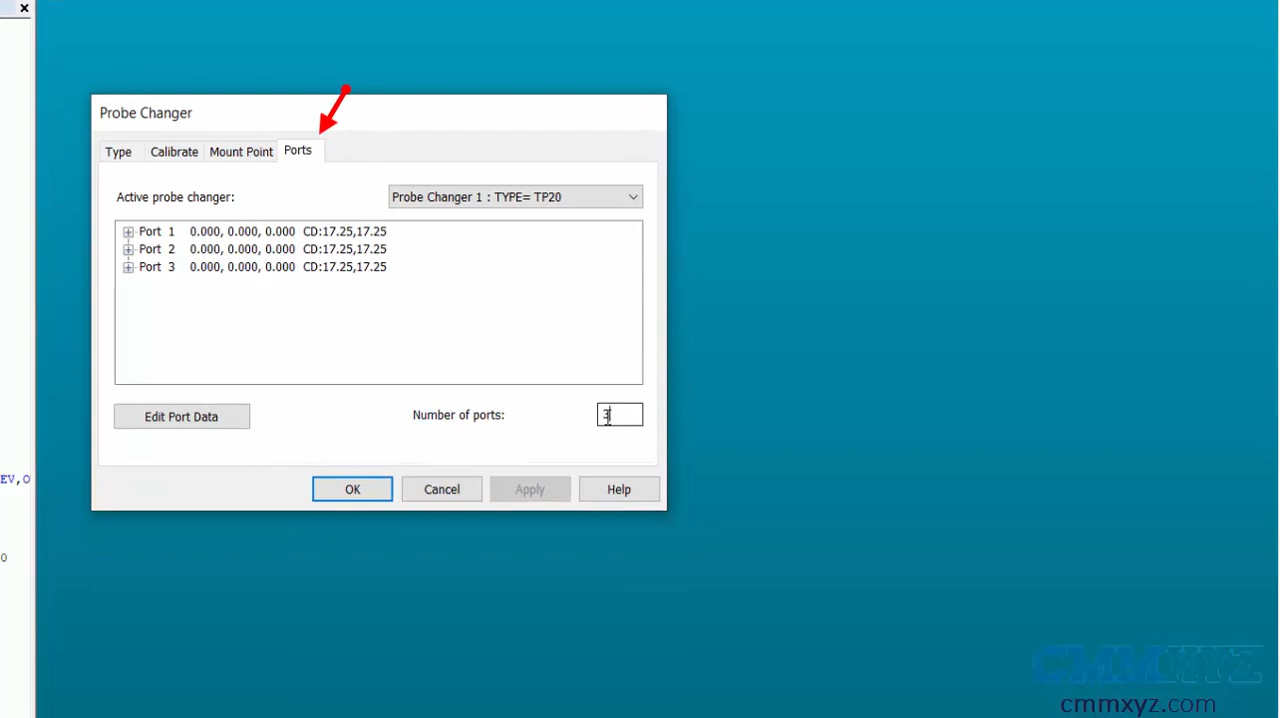 Probe Changer
Type Calibrate Mount Point Ports
Active probe changer: Probe Changer 1 : TYPE= TP20
Port 1 0.000, 0.000, 0.000 CD:17.25,17.25
Port 2 0.000, 0.000, 0.000 CD:17.25,17.25
Port 3 0.000, 0.000, 0.000 CD:17.25,17.25
Edit Port Data Number of ports: 3
EV,O
OK Cancel Apply Help
0
CMMXYZ
cmmxyz.com